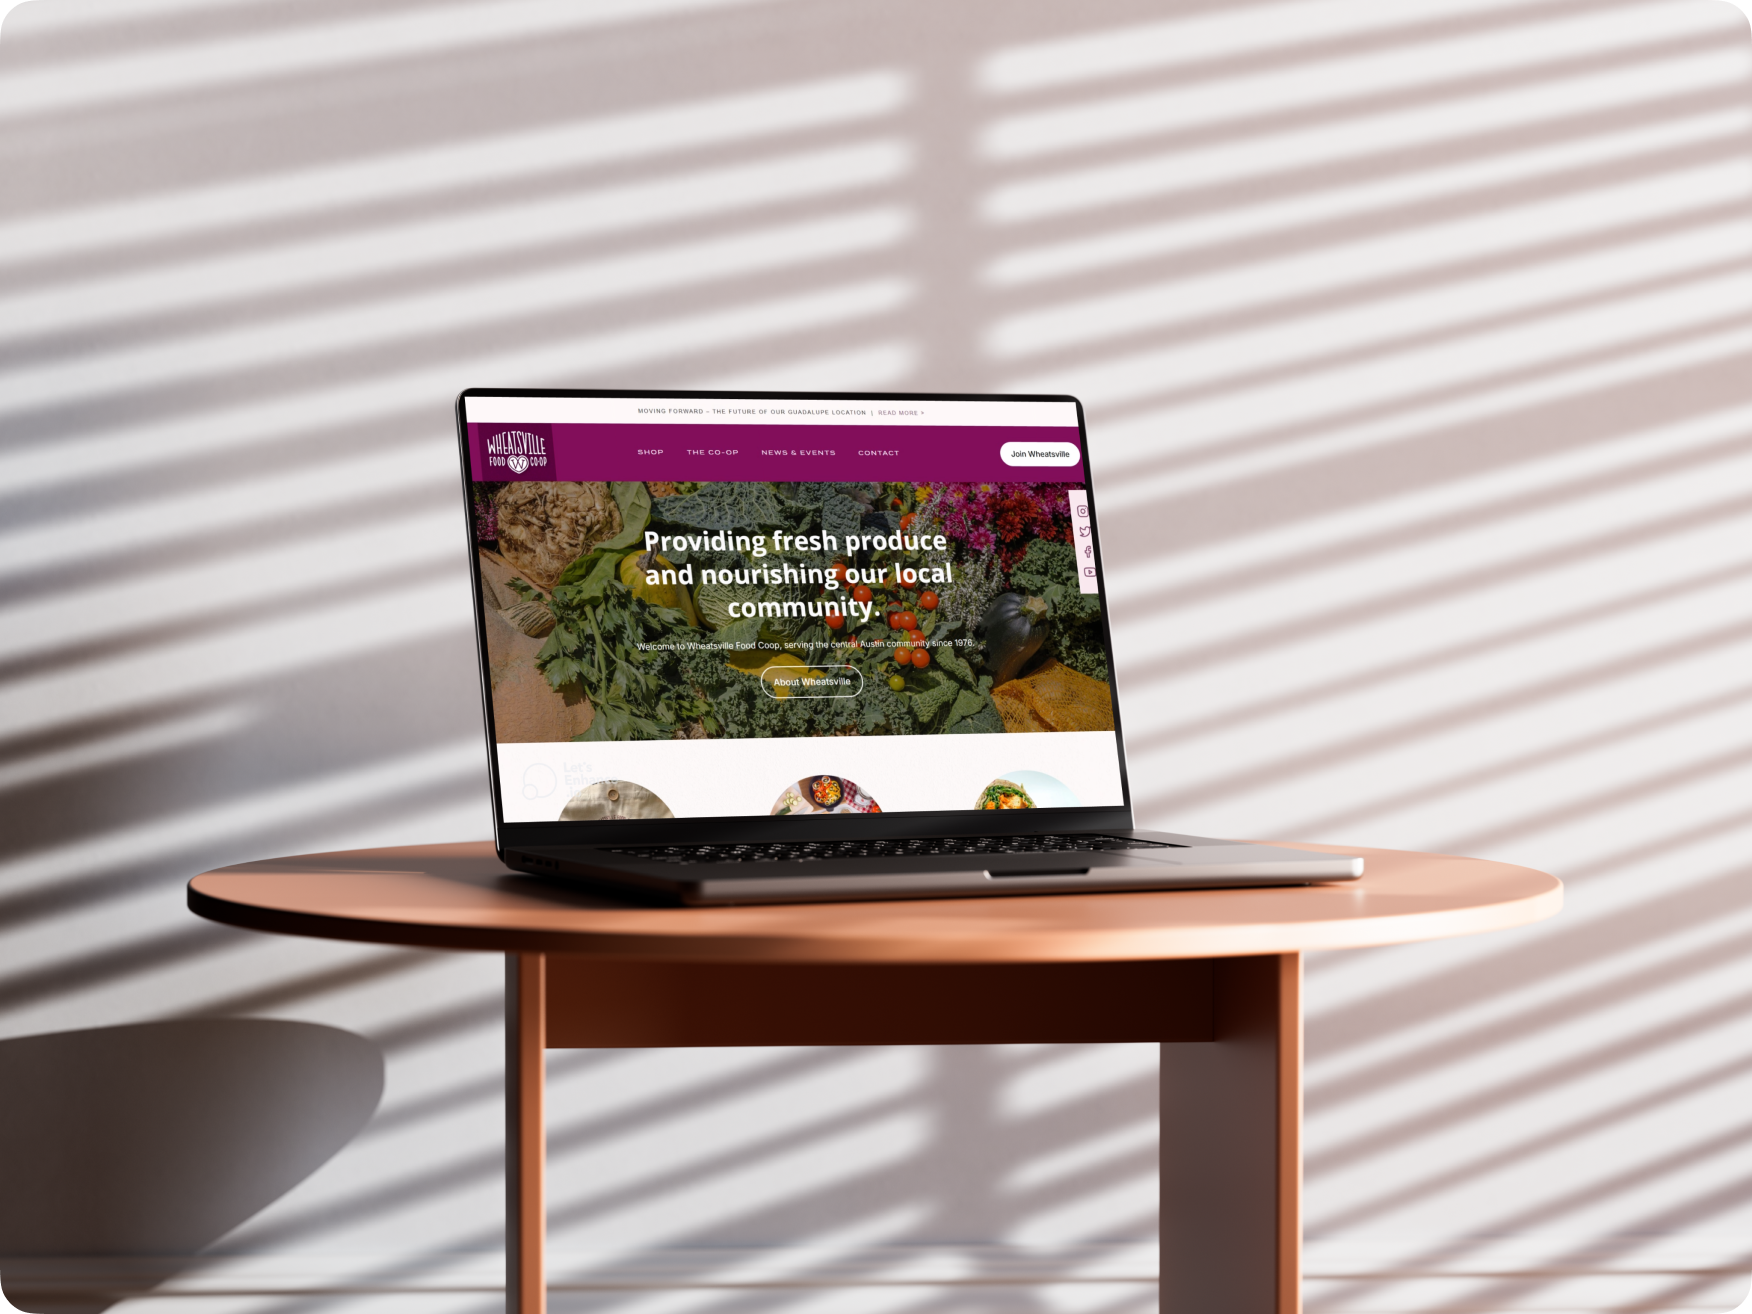 MOVING FORWARD – THE FUTURE OF OUR GUADALUPE LOCATION | READ MORE >
WHEATSVILLE
FOOD W CO-OP
SHOP THE CO-OP NEWS & EVENTS CONTACT
Join Wheatsville
Providing fresh produce
and nourishing our local
community.
Welcome to Wheatsville Food Coop, serving the central Austin community since 1976.
About Wheatsville
Let's